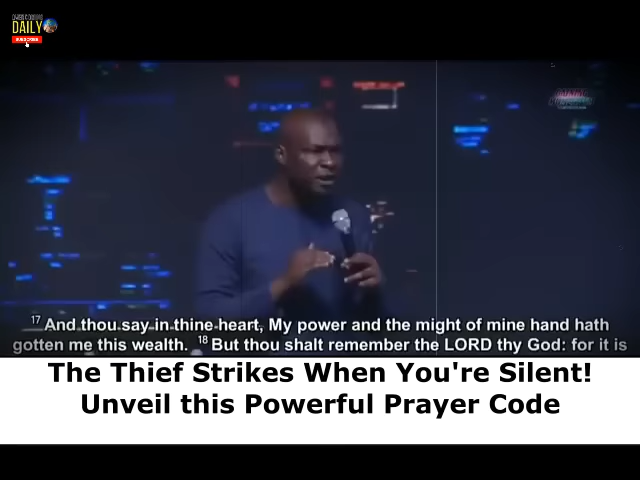 DAILY
SUBSCRIBE
17 And thou say in thine heart, My power and the might of mine hand hath
gotten me this wealth. 18 But thou shalt remember the LORD thy God: for it is
The Thief Strikes When You're Silent!
Unveil this Powerful Prayer Code